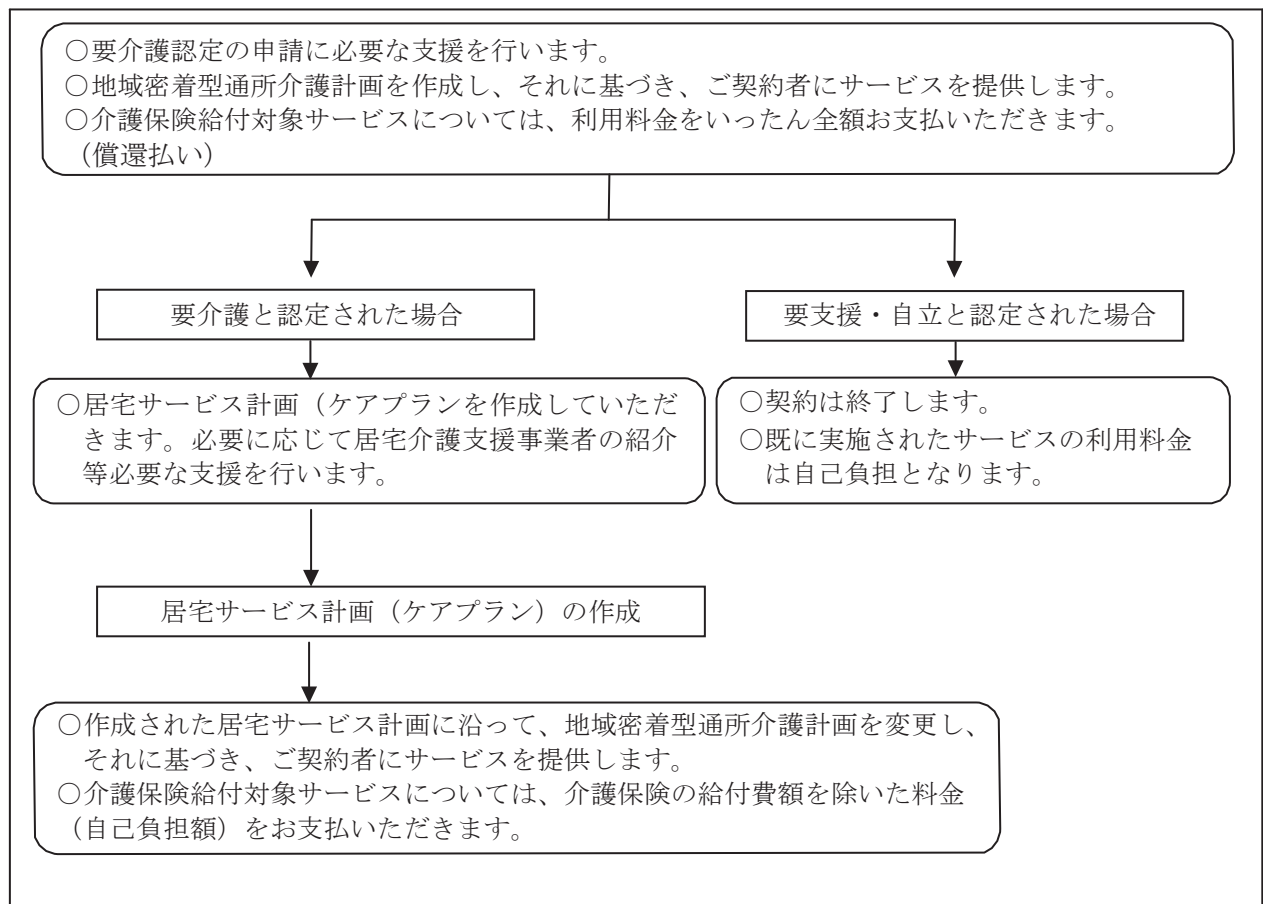 ○要介護認定の申請に必要な支援を行います。
○地域密着型通所介護計画を作成し、それに基づき、ご契約者にサービスを提供します。
○介護保険給付対象サービスについては、利用料金をいったん全額お支払いただきます。
（償還払い）
要介護と認定された場合
要支援・自立と認定された場合
○居宅サービス計画（ケアプランを作成していただ
きます。必要に応じて居宅介護支援事業者の紹介
等必要な支援を行います。
○契約は終了します。
○既に実施されたサービスの利用料金
は自己負担となります。
居宅サービス計画（ケアプラン）の作成
○作成された居宅サービス計画に沿って、地域密着型通所介護計画を変更し、
それに基づき、ご契約者にサービスを提供します。
○介護保険給付対象サービスについては、介護保険の給付費額を除いた料金
（自己負担額）をお支払いただきます。